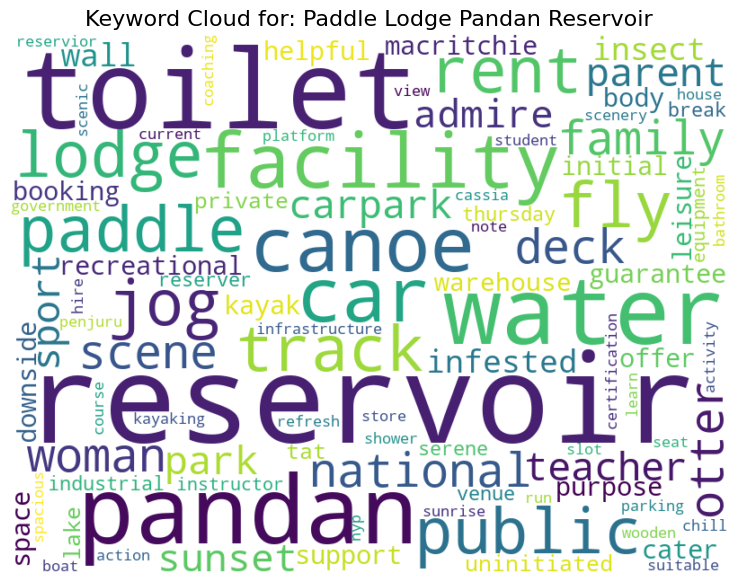 Keyword Cloud for: Paddle Lodge Pandan Reservoir
reservior
wall
toilet
coaching
helpful
macritchie
view
rent
insect
parent
scenic
admire
body
house
break
scenery
current
platform
student
lodge
facility
family
initial
booking
government
private
carpark
cassia
thursday
note
fly
leisure
equipment
bathroom
paddle
canoe
deck
recreational
reserver
warehouse
guarantee
sport
hire
penjuru
jog
kayak
car
water
infrastructure
downside
scene
track
infested
offer
certification
activity
learn
reservoir
course
kayaking
refresh
store
shower
serene
slot
seat
otter
woman
park
tat
national
teacher
industrial
instructor
venue
purpose
space
spacious
lake
pandan
sunrise
public
run
wooden
parking
chill
boat
action
sunset
support
nyp
uninitiated
cater
suitable